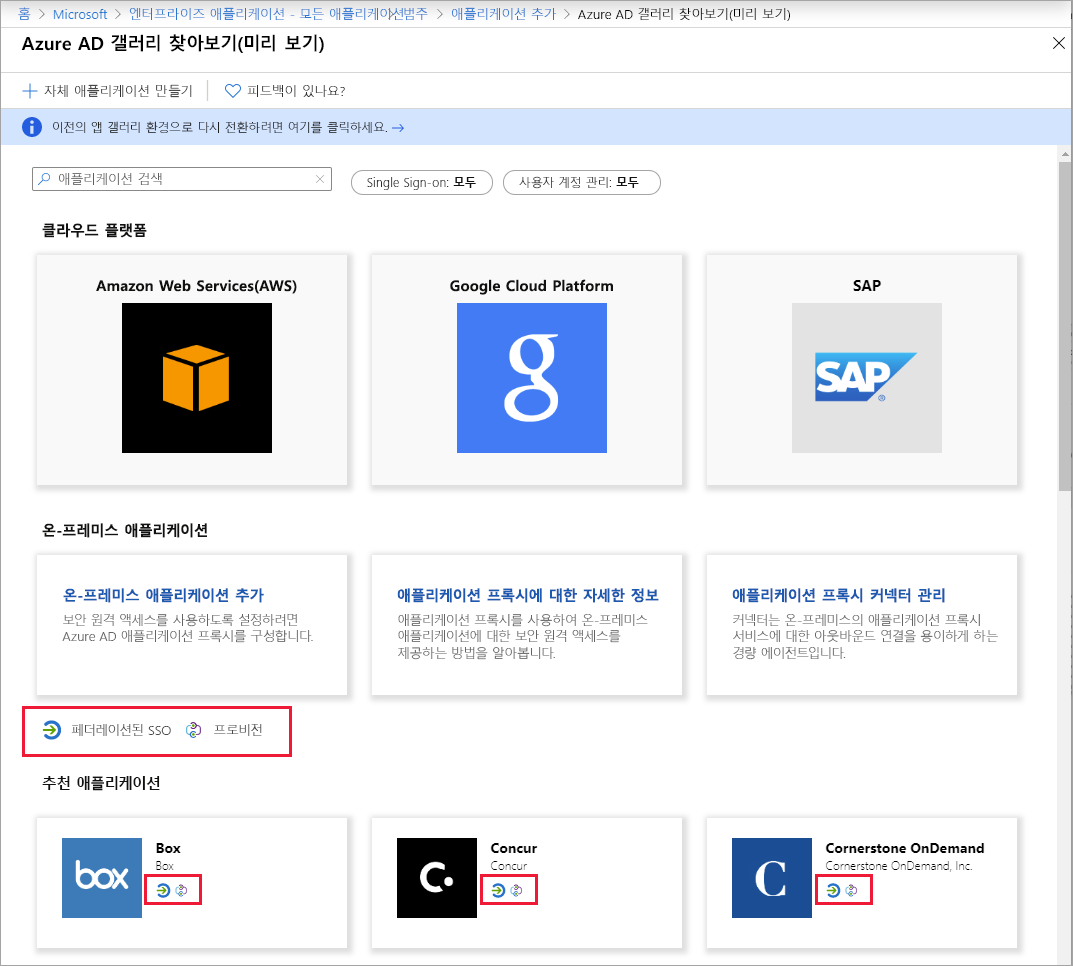 홈 > Microsoft > 엔터프라이즈 애플리케이션 - 모든 애플리케이션범주 > 애플리케이션 추가 > Azure AD 갤러리 찾아보기(미리 보기)
Azure AD 갤러리 찾아보기(미리 보기)
자체 애플리케이션 만들기
피드백이 있나요?
이전의 앱 갤러리 환경으로 다시 전환하려면 여기를 클릭하세요. →
애플리케이션 검색
Single Sign-on: 모두
사용자 계정 관리: 모두
클라우드 플랫폼
Amazon Web Services(AWS)
Google Cloud Platform
g
SAP
SAP®
온-프레미스 애플리케이션
온-프레미스 애플리케이션 추가
보안 원격 액세스를 사용하도록 설정하려면
Azure AD 애플리케이션 프록시를 구성합니다.
애플리케이션 프록시에 대한 자세한 정보
애플리케이션 프록시를 사용하여 온-프레미스
애플리케이션에 대한 보안 원격 액세스를
제공하는 방법을 알아봅니다.
애플리케이션 프록시 커넥터 관리
커넥터는 온-프레미스의 애플리케이션 프록시
서비스에 대한 아웃바운드 연결을 용이하게 하는
경량 에이전트입니다.
페더레이션된 SSO
프로비전
추천 애플리케이션
box
Box
Box
C.
Concur
Concur
C
Cornerstone OnDemand
Cornerstone OnDemand, Inc.